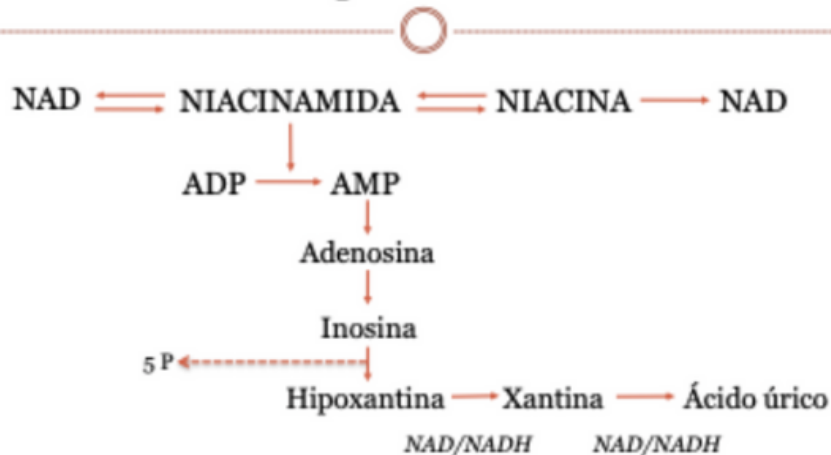 NAD NIACINAMIDA NIACINA NAD
ADP AMP
Adenosina
Inosina
5 P
Hipoxantina Xantina Ácido úrico
NAD/NADH NAD/NADH